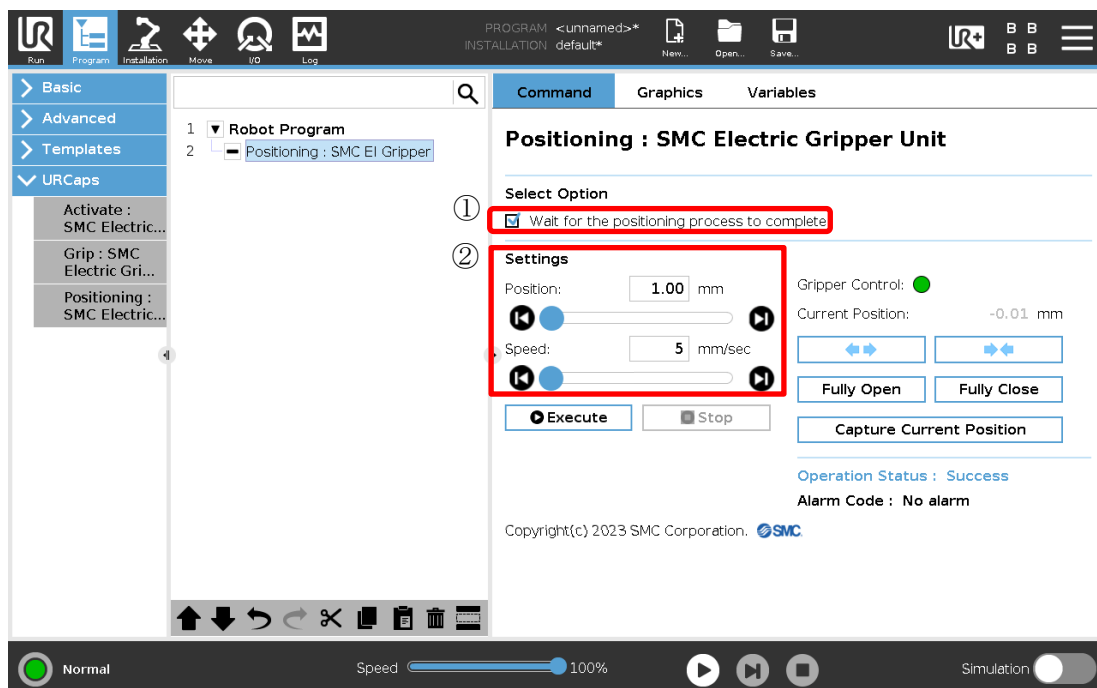 PROGRAM <unnamed>*
INSTALLATION default*
Run
Program
Installation
Move
I/O
Log
New...
Open...
Save...
UR+
B B
B B
Basic
Advanced
Templates
URCaps
Activate :
SMC Electric...
Grip : SMC
Electric Gri...
Positioning :
SMC Electric...
1 Robot Program
2 Positioning : SMC El Gripper
Command Graphics Variables
Positioning : SMC Electric Gripper Unit
Select Option
① Wait for the positioning process to complete
② Settings
Position: 1.00 mm
Speed: 5 mm/sec
Execute Stop
Gripper Control:
Current Position: -0.01 mm
Fully Open Fully Close
Capture Current Position
Operation Status : Success
Alarm Code : No alarm
Copyright(c) 2023 SMC Corporation. SMC
Normal
Speed 100%
Simulation